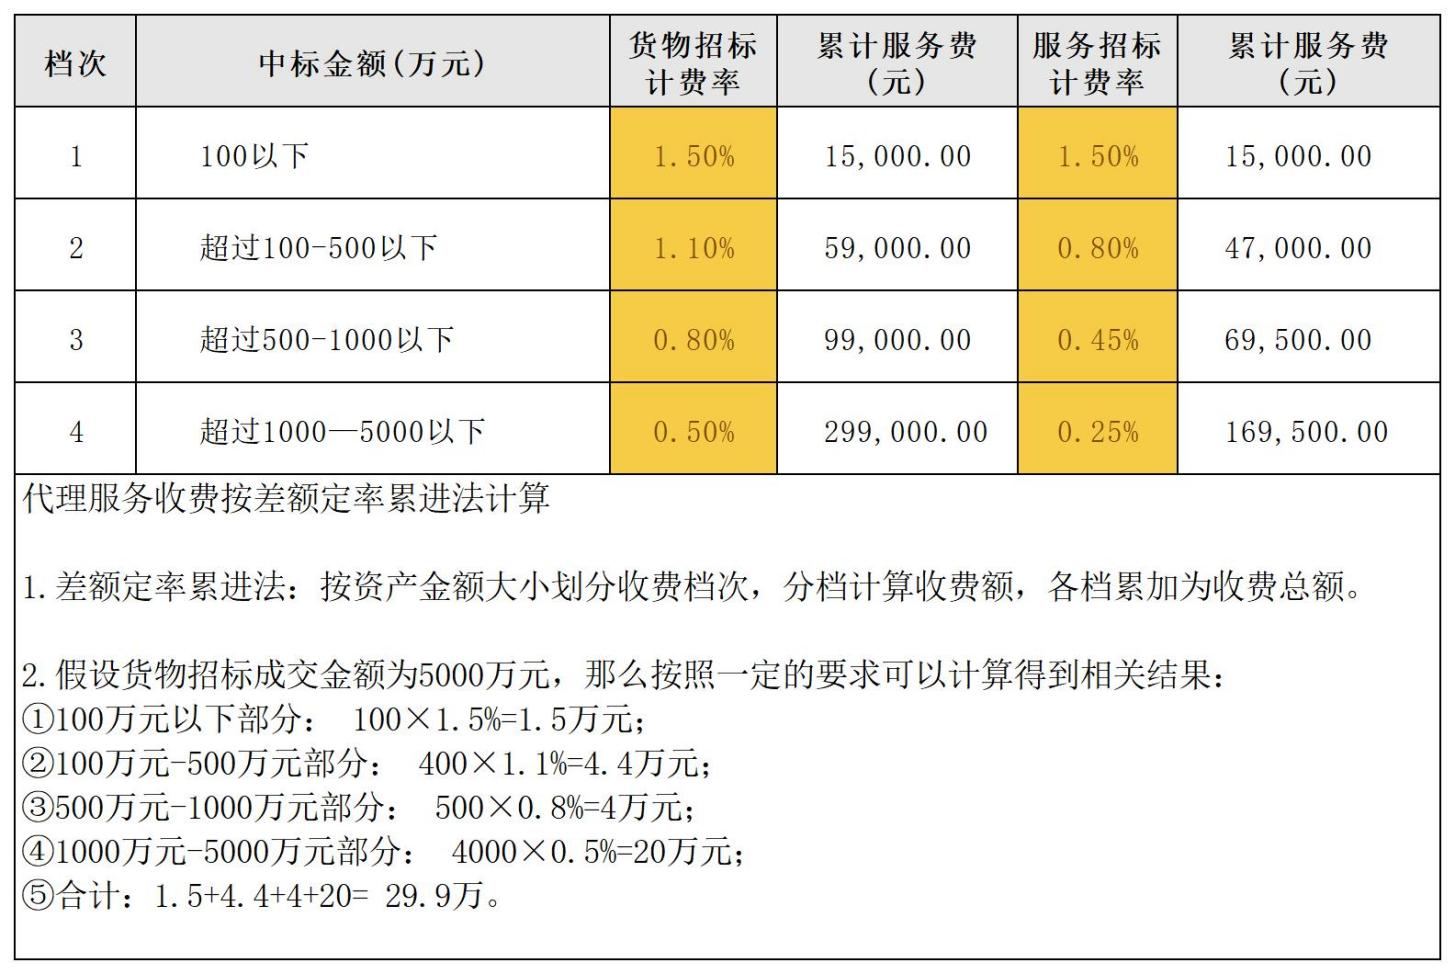 档次 中标金额(万元) 货物招标计费率 累计服务费(元) 服务招标计费率 累计服务费(元)
1 100以下 1.50% 15,000.00 1.50% 15,000.00
2 超过100-500以下 1.10% 59,000.00 0.80% 47,000.00
3 超过500-1000以下 0.80% 99,000.00 0.45% 69,500.00
4 超过1000—5000以下 0.50% 299,000.00 0.25% 169,500.00
代理服务收费按差额定率累进法计算
1.差额定率累进法：按资产金额大小划分收费档次，分档计算收费额，各档累加为收费总额。
2.假设货物招标成交金额为5000万元，那么按照一定的要求可以计算得到相关结果：
①100万元以下部分： 100×1.5%=1.5万元；
②100万元-500万元部分： 400×1.1%=4.4万元；
③500万元-1000万元部分： 500×0.8%=4万元；
④1000万元-5000万元部分： 4000×0.5%=20万元；
⑤合计：1.5+4.4+4+20= 29.9万。